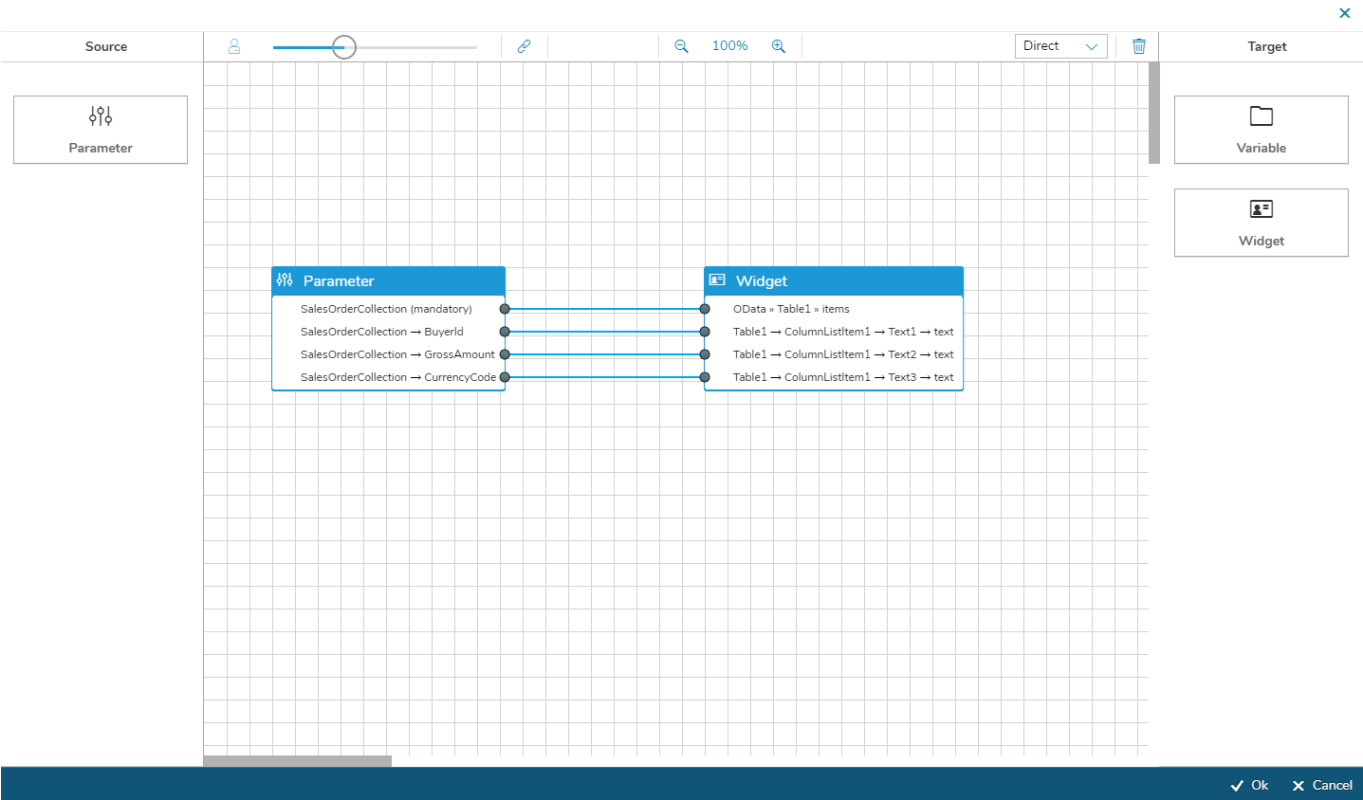 Source
100%
Direct
Target
Parameter
Variable
Widget
Parameter
SalesOrderCollection (mandatory)
SalesOrderCollection → BuyerId
SalesOrderCollection → GrossAmount
SalesOrderCollection → CurrencyCode
Widget
OData » Table1 » items
Table1 → ColumnListItem1 → Text1 → text
Table1 → ColumnListItem1 → Text2 → text
Table1 → ColumnListItem1 → Text3 → text
Ok
Cancel